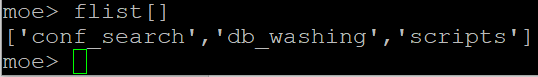 moe> flist[]
['conf_search','db_washing','scripts']
moe>